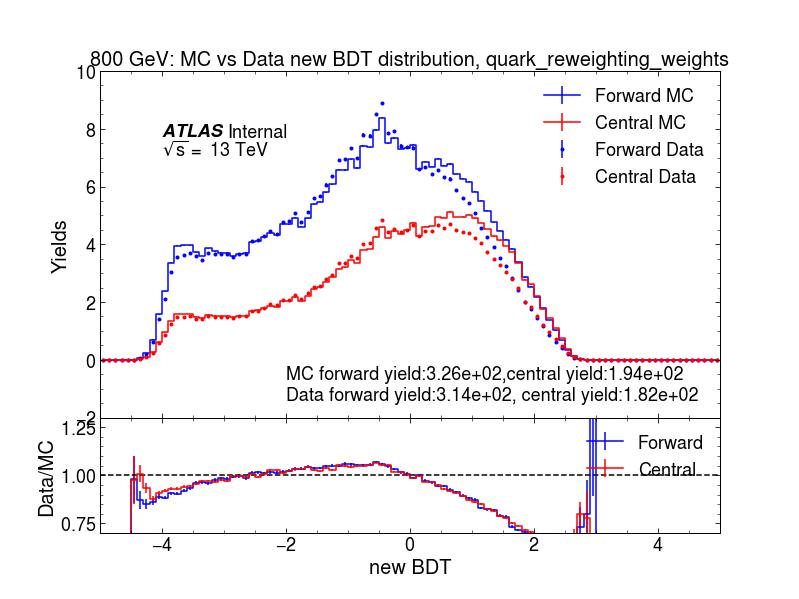 800 GeV: MC vs Data new BDT distribution, quark_reweighting_weights
10
8
6
4
2
0
−2
Yields
ATLAS Internal
√s = 13 TeV
Forward MC
Central MC
Forward Data
Central Data
MC forward yield:3.26e+02,central yield:1.94e+02
Data forward yield:3.14e+02, central yield:1.82e+02
1.25
1.00
0.75
Data/MC
Forward
Central
−4 −2 0 2 4
new BDT